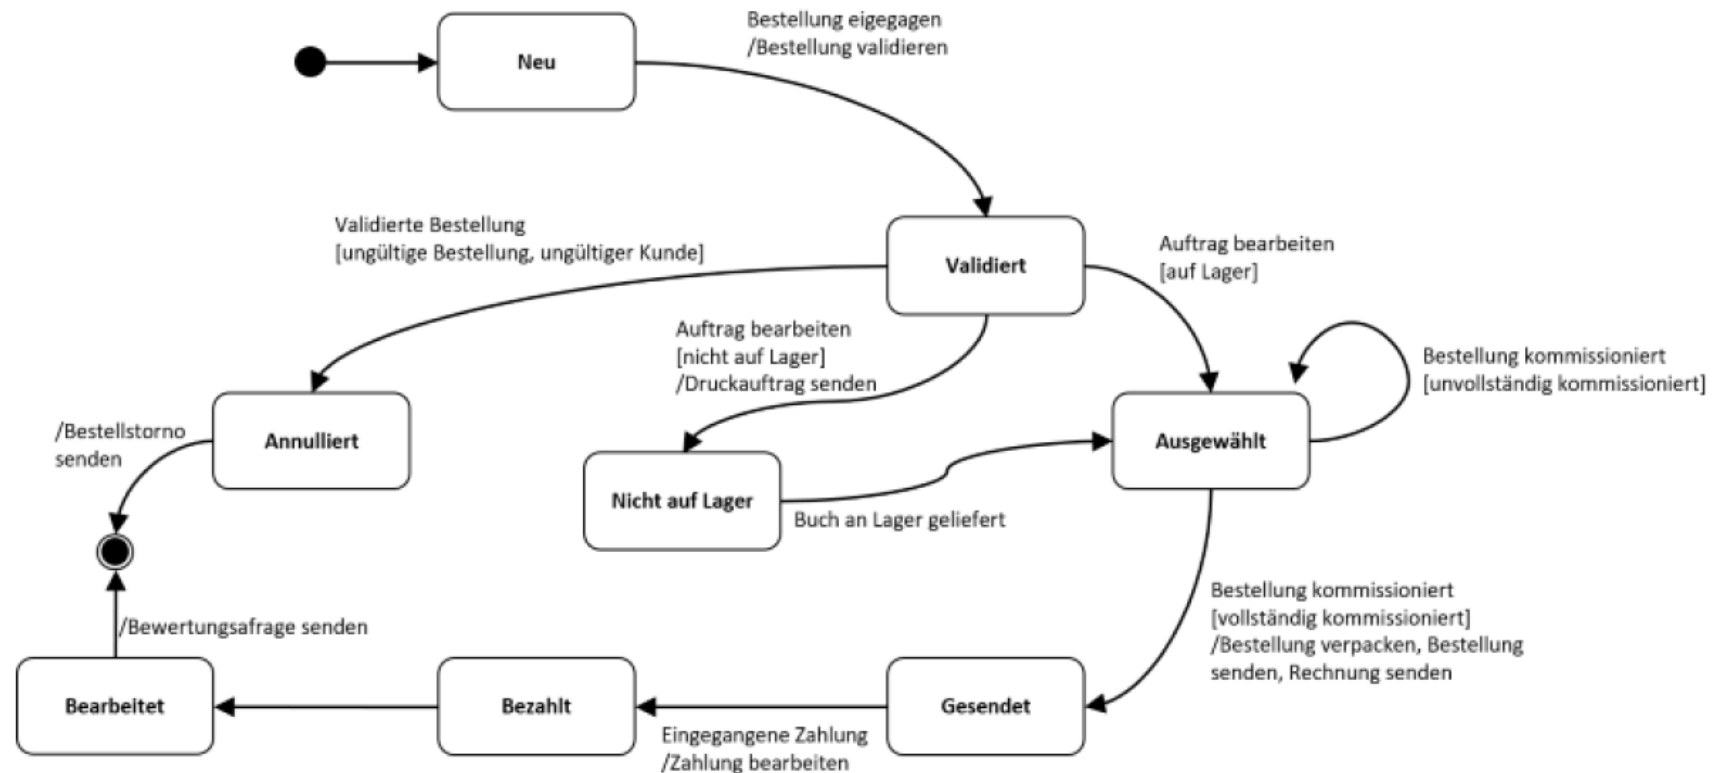 Bestellung eigegagen
/Bestellung validieren
Neu
Validierte Bestellung
[ungültige Bestellung, ungültiger Kunde]
Validiert
Auftrag bearbeiten
[auf Lager]
Auftrag bearbeiten
[nicht auf Lager]
/Druckauftrag senden
Bestellung kommissioniert
[unvollständig kommissioniert]
/Bestellstorno
senden
Annulliert
Ausgewählt
Nicht auf Lager
Buch an Lager geliefert
Bestellung kommissioniert
[vollständig kommissioniert]
/Bestellung verpacken, Bestellung
senden, Rechnung senden
/Bewertungsafrage senden
Bearbeitet
Bezahlt
Gesendet
Eingegangene Zahlung
/Zahlung bearbeiten